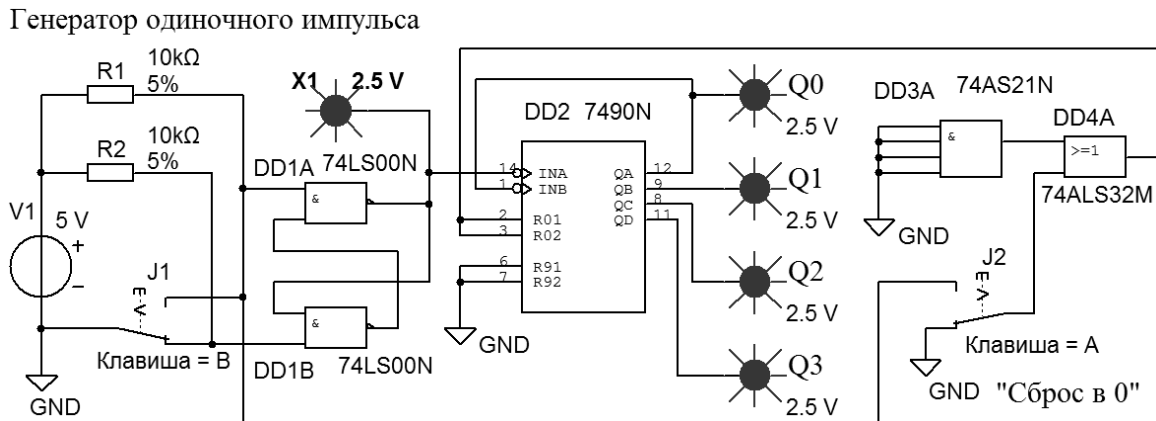 Генератор одиночного импульса
R1
10kΩ
5%
R2
10kΩ
5%
V1
5 V
+
−
J1
Клавиша = B
GND
X1
2.5 V
DD1A
74LS00N
&
&
DD1B
74LS00N
DD2
7490N
14
INA
1
INB
2
R01
3
R02
6
R91
7
R92
QA
12
QB
9
QC
8
QD
11
GND
Q0
2.5 V
Q1
2.5 V
Q2
2.5 V
Q3
2.5 V
DD3A
74AS21N
&
GND
DD4A
>=1
74ALS32M
J2
Клавиша = A
GND
"Сброс в 0"